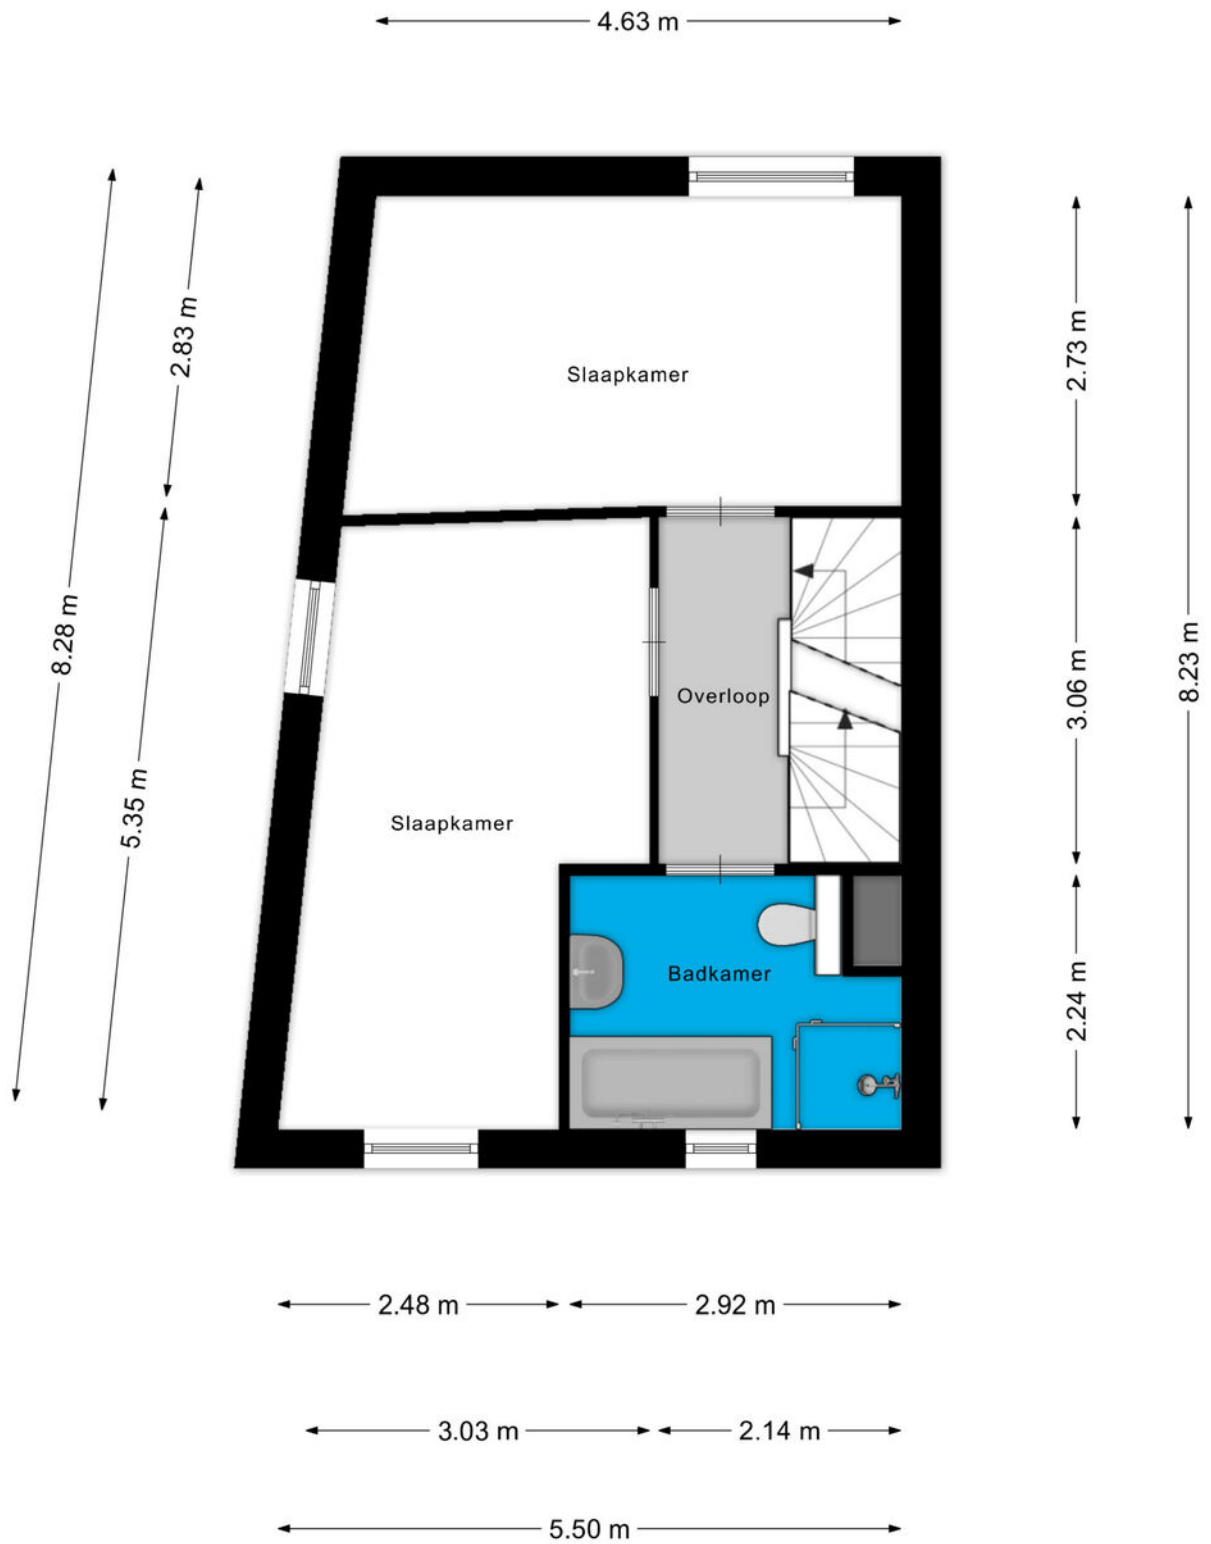 4.63 m
2.83 m
2.73 m
Slaapkamer
8.28 m
8.23 m
3.06 m
Overloop
5.35 m
Slaapkamer
Badkamer
2.24 m
2.48 m
2.92 m
3.03 m
2.14 m
5.50 m